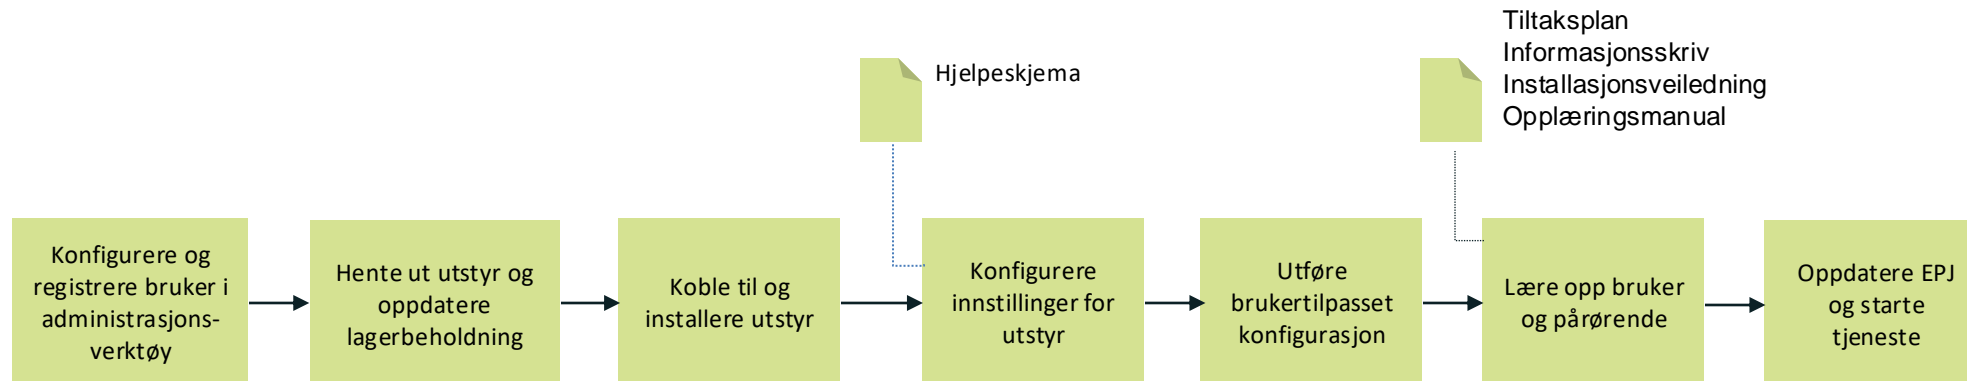 Tiltaksplan
Informasjonsskriv
Installasjonsveiledning
Opplæringsmanual
Hjelpeskjema
Konfigurere og
registrere bruker i
administrasjons-
verktøy
Hente ut utstyr og
oppdatere
lagerbeholdning
Koble til og
installere utstyr
Konfigurere
innstillinger for
utstyr
Utføre
brukertilpasset
konfigurasjon
Lære opp bruker
og pårørende
Oppdatere EPJ
og starte
tjeneste